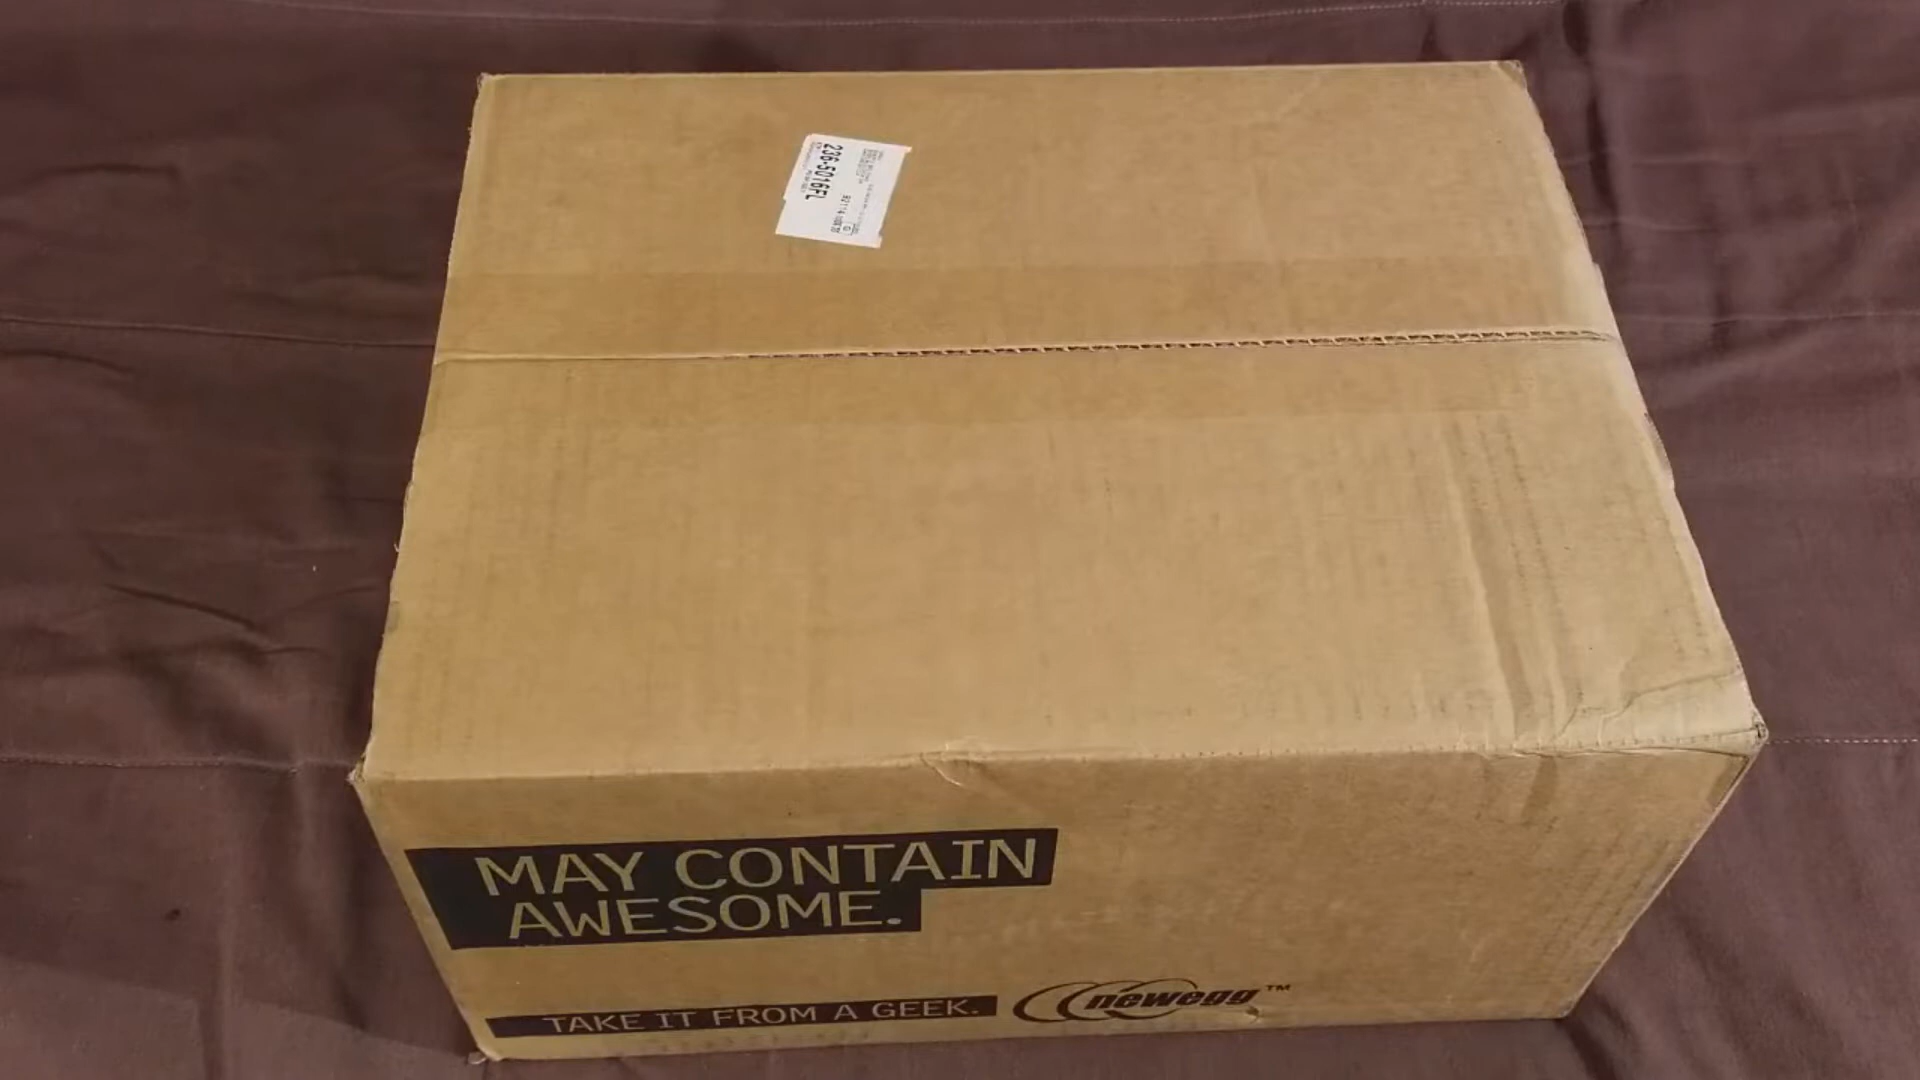 236-5016FL
MAY CONTAIN
AWESOME.
TAKE IT FROM A GEEK.
newegg™